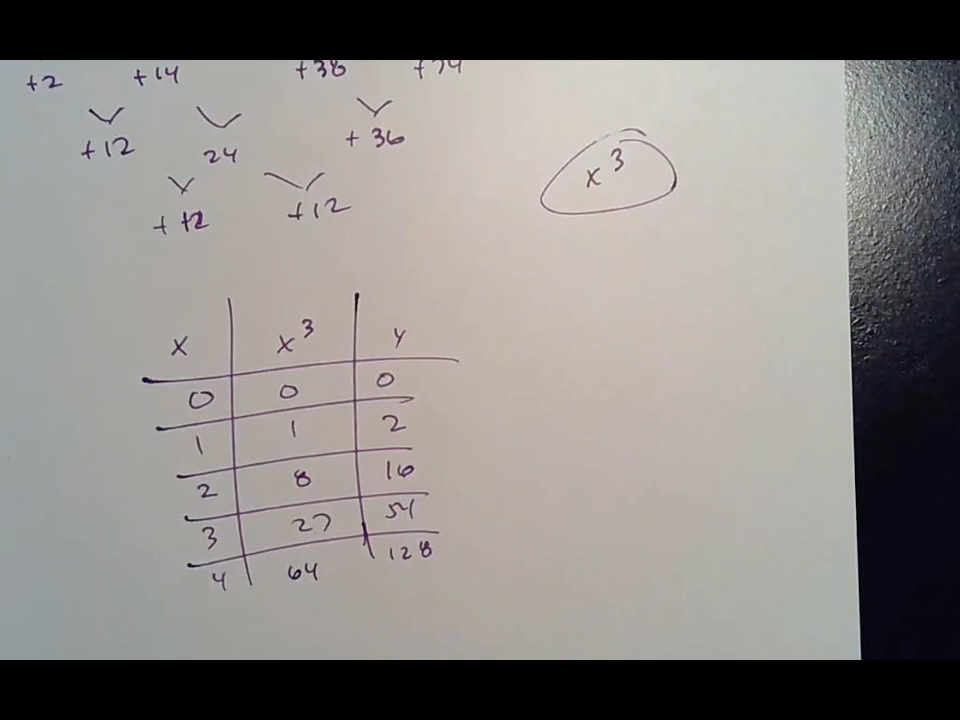 +2 +14 +38 +74
+12 24 +36
x³
+12 +12
x x³ y
0 0 0
1 1 2
2 8 16
3 27 54
4 64 128